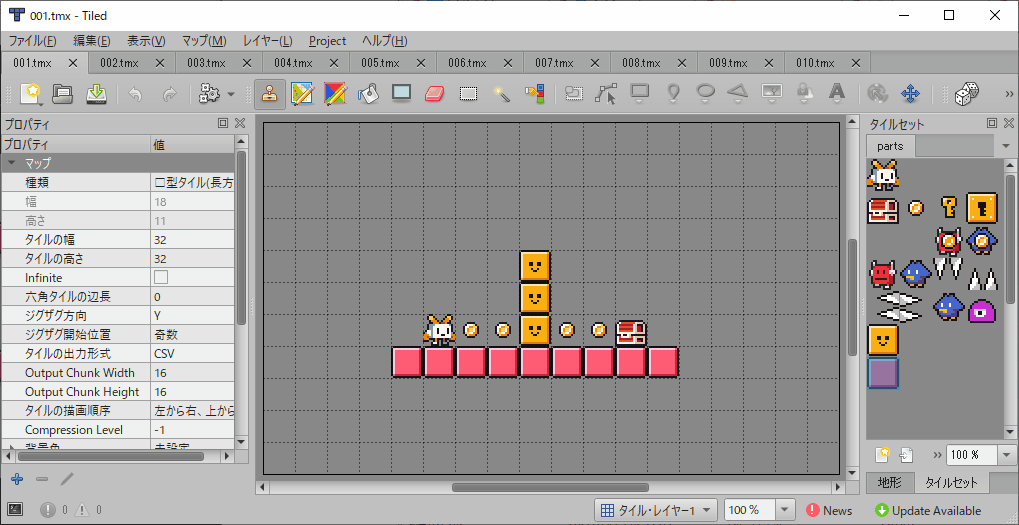 001.tmx - Tiled
ファイル(F) 編集(E) 表示(V) マップ(M) レイヤー(L) Project ヘルプ(H)
001.tmx 002.tmx 003.tmx 004.tmx 005.tmx 006.tmx 007.tmx 008.tmx 009.tmx 010.tmx
プロパティ
プロパティ 値
マップ
種類 □型タイル(長方
幅 18
高さ 11
タイルの幅 32
タイルの高さ 32
Infinite
六角タイルの辺長 0
ジグザグ方向 Y
ジグザグ開始位置 奇数
タイルの出力形式 CSV
Output Chunk Width 16
Output Chunk Height 16
タイルの描画順序 左から右、上から
Compression Level -1
背景色 未設定
タイルセット
parts
100 %
地形 タイルセット
0 0
タイル・レイヤー1 100 % News Update Available